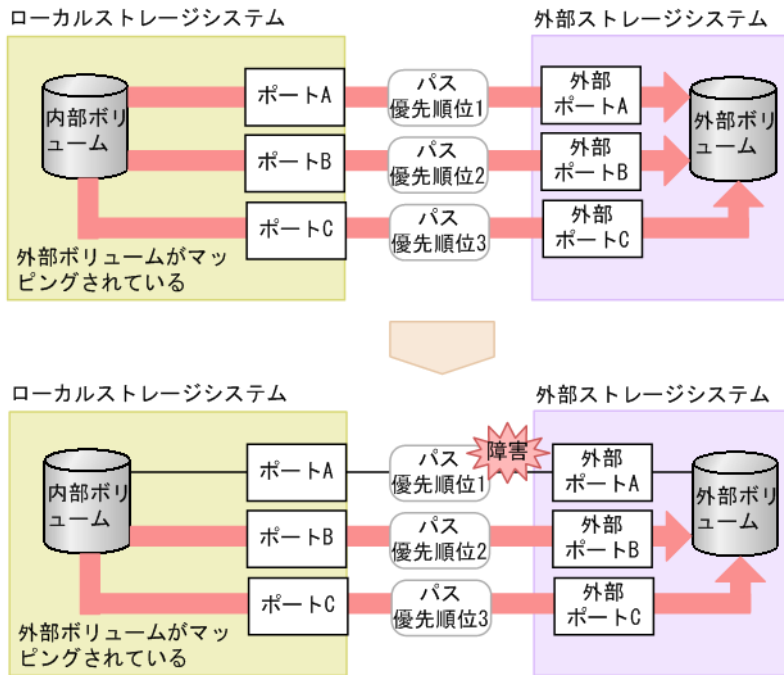 ローカルストレージシステム
外部ストレージシステム
内部ボリ
ューム
ポートA
パス
優先順位1
外部
ポートA
外部ボリ
ューム
ポートB
パス
優先順位2
外部
ポートB
ポートC
パス
優先順位3
外部
ポートC
外部ボリュームがマッ
ピングされている
ローカルストレージシステム
外部ストレージシステム
内部ボリ
ューム
ポートA
パス
優先順位1
障害
外部
ポートA
外部ボリ
ューム
ポートB
パス
優先順位2
外部
ポートB
ポートC
パス
優先順位3
外部
ポートC
外部ボリュームがマッ
ピングされている